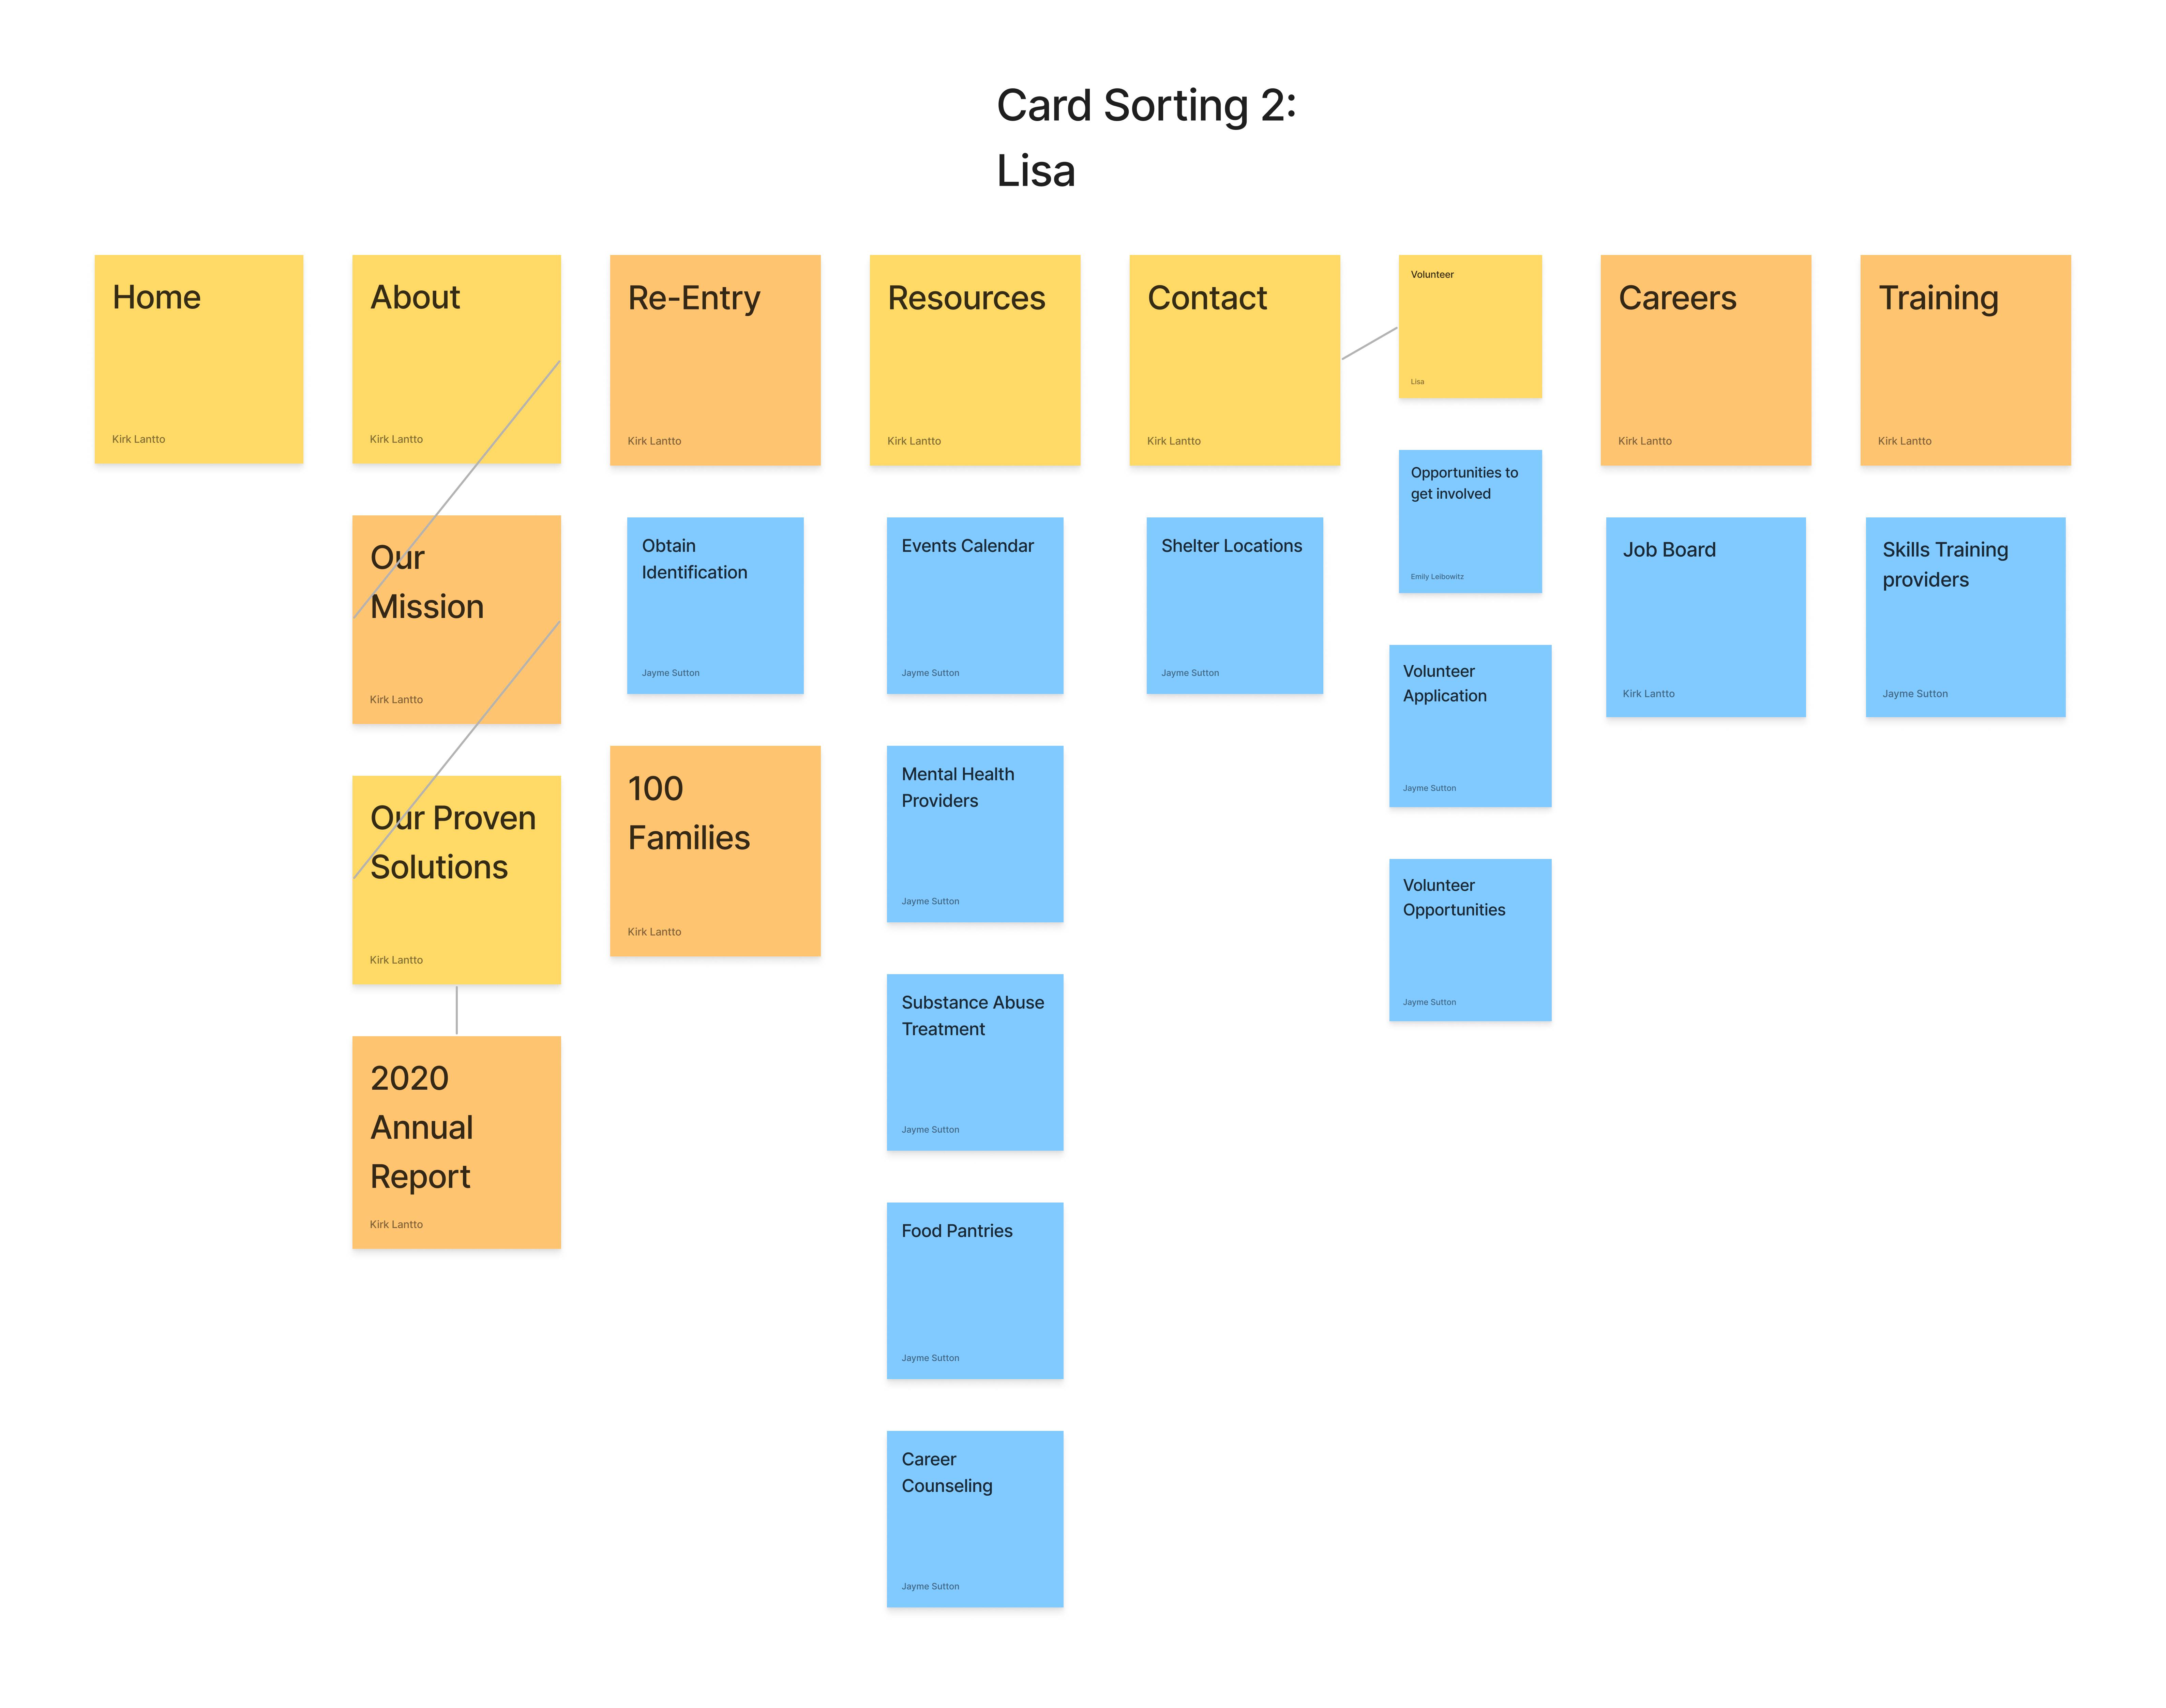 Card Sorting 2:
Lisa
Home
Kirk Lantto
About
Kirk Lantto
Our
Mission
Kirk Lantto
Our Proven
Solutions
Kirk Lantto
2020
Annual
Report
Kirk Lantto
Re-Entry
Kirk Lantto
Obtain
Identification
Jayme Sutton
100
Families
Kirk Lantto
Resources
Kirk Lantto
Events Calendar
Jayme Sutton
Mental Health
Providers
Jayme Sutton
Substance Abuse
Treatment
Jayme Sutton
Food Pantries
Jayme Sutton
Career
Counseling
Jayme Sutton
Contact
Kirk Lantto
Shelter Locations
Jayme Sutton
Volunteer
Lisa
Opportunities to
get involved
Emily Leibowitz
Volunteer
Application
Jayme Sutton
Volunteer
Opportunities
Jayme Sutton
Careers
Kirk Lantto
Job Board
Kirk Lantto
Training
Kirk Lantto
Skills Training
providers
Jayme Sutton